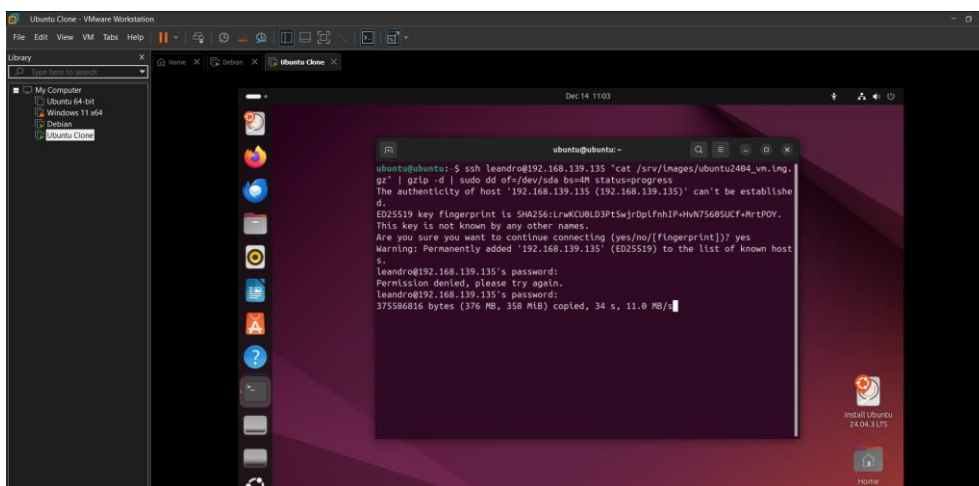 Ubuntu Clone - VMware Workstation
File Edit View VM Tabs Help
Library
Type here to search
My Computer
Ubuntu 64-bit
Windows 11 x64
Debian
Ubuntu Clone
Home
Debian
Ubuntu Clone
Dec 14 11:03
ubuntu@ubuntu: ~
ubuntu@ubuntu:~$ ssh leandro@192.168.139.135 "cat /srv/images/ubuntu2404_vm.img.
gz" | gzip -d | sudo dd of=/dev/sda bs=4M status=progress
The authenticity of host '192.168.139.135 (192.168.139.135)' can't be establishe
d.
ED25519 key fingerprint is
This key is not known by any other names.
Are you sure you want to continue connecting (yes/no/[fingerprint])? yes
Warning: Permanently added '192.168.139.135' (ED25519) to the list of known host
s.
leandro@192.168.139.135's password:
Permission denied, please try again.
leandro@192.168.139.135's password:
375586816 bytes (376 MB, 358 MiB) copied, 34 s, 11.0 MB/s
Install Ubuntu
24.04.3 LTS
Home